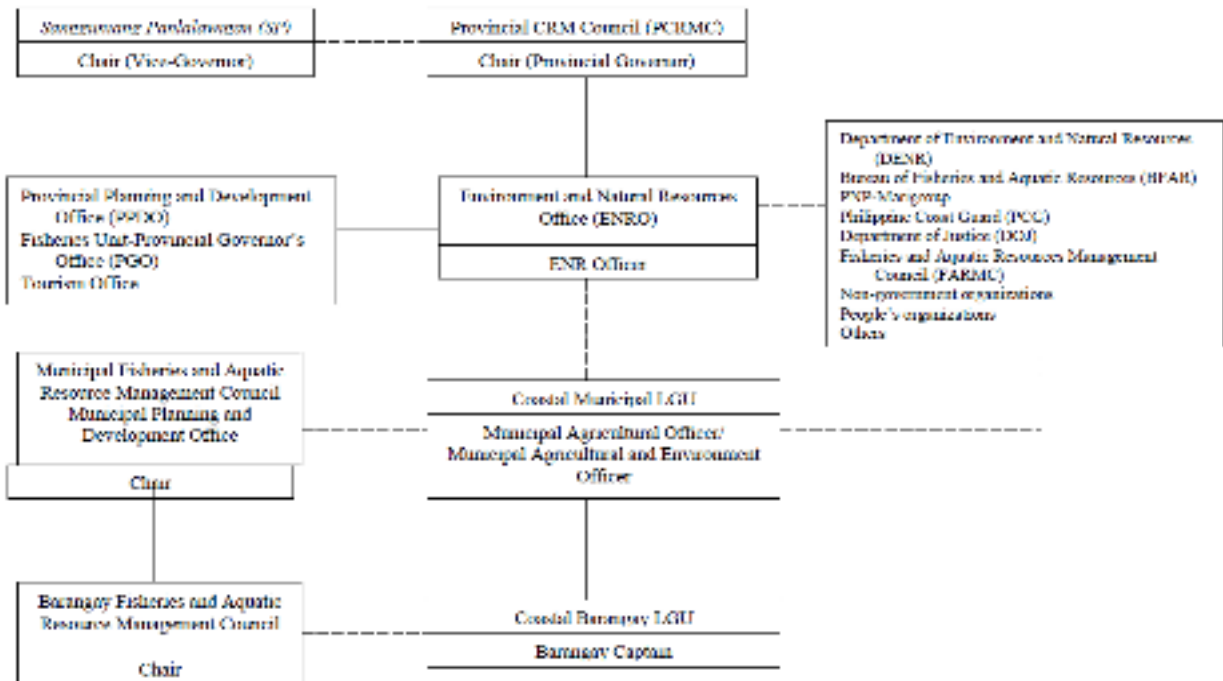 Sangguniang Panlalawigan (SP)
Chair (Vice-Governor)
Provincial CRM Council (PCRMC)
Chair (Provincial Governor)
Provincial Planning and Development
Office (PPDO)
Fisheries Unit-Provincial Governor's
Office (PGO)
Tourism Office
Environment and Natural Resources
Office (ENRO)
ENR Officer
Department of Environment and Natural Resources
(DENR)
Bureau of Fisheries and Aquatic Resources (BFAR)
PNP-Marigroup
Philippine Coast Guard (PCG)
Department of Justice (DOJ)
Fisheries and Aquatic Resources Management
Council (FARMC)
Non-government organizations
People's organizations
Others
Municipal Fisheries and Aquatic
Resource Management Council
Municipal Planning and
Development Office
Chair
Coastal Municipal LGU
Municipal Agricultural Officer/
Municipal Agricultural and Environment
Officer
Barangay Fisheries and Aquatic
Resource Management Council
Chair
Coastal Barangay LGU
Barangay Captain